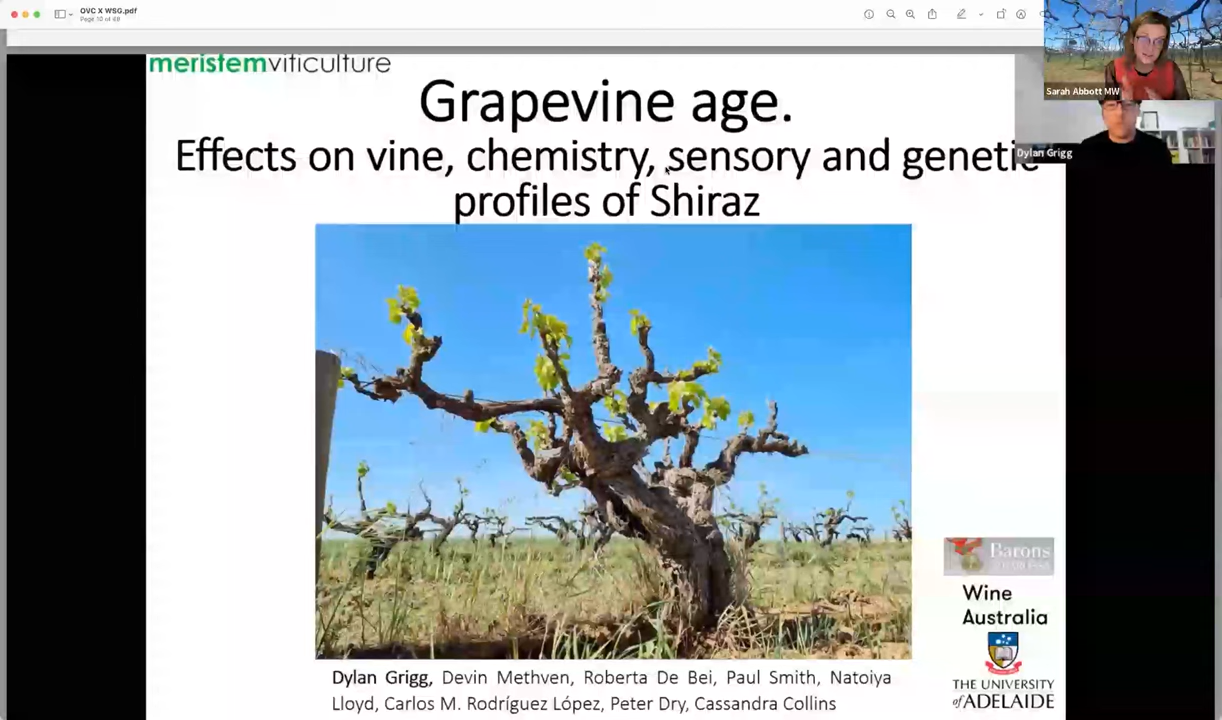 OVC X WSG.pdf
Page 10 of 49
Sarah Abbott MW
Dylan Grigg
meristemviticulture
Grapevine age.
Effects on vine, chemistry, sensory and genetic
profiles of Shiraz
Barons
Wine
Australia
THE UNIVERSITY
of ADELAIDE
Dylan Grigg, Devin Methven, Roberta De Bei, Paul Smith, Natoiya
Lloyd, Carlos M. Rodríguez López, Peter Dry, Cassandra Collins